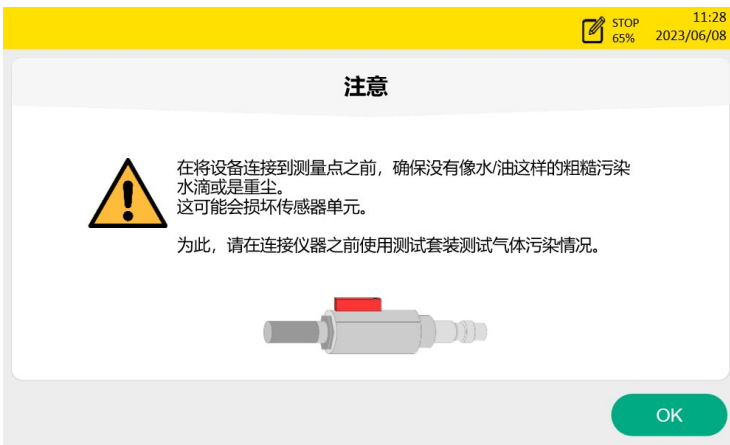 STOP
65%
11:28
2023/06/08
注意
在将设备连接到测量点之前，确保没有像水/油这样的粗糙污染
水滴或是重尘。
这可能会损坏传感器单元。
为此，请在连接仪器之前使用测试套装测试气体污染情况。
OK